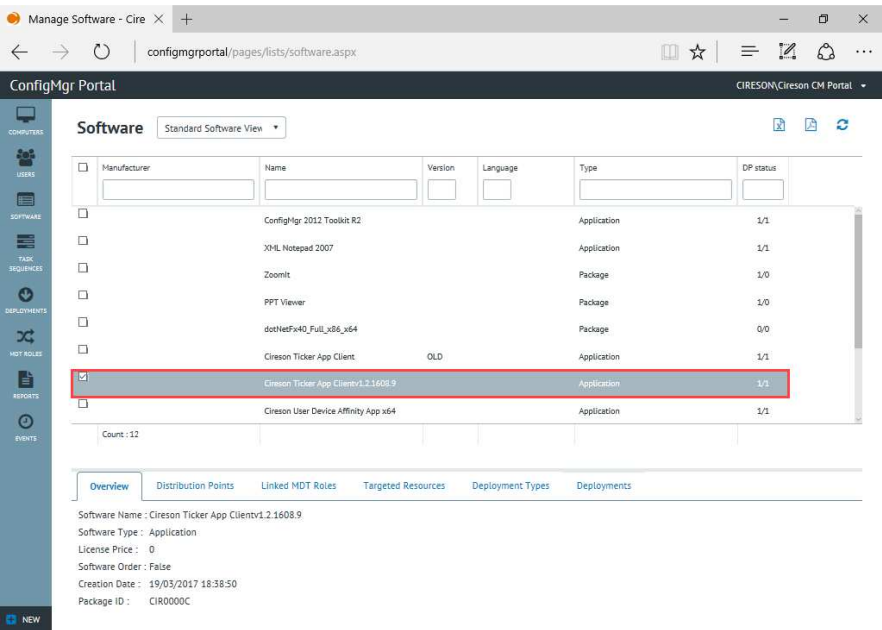 Manage Software - Cire
configmgrportal/pages/lists/software.aspx
ConfigMgr Portal
CIRESON\Cireson CM Portal
COMPUTERS
USERS
SOFTWARE
TASK
SEQUENCES
DEPLOYMENTS
MDT ROLES
REPORTS
EVENTS
NEW
Software
Standard Software View
Manufacturer Name Version Language Type DP status
ConfigMgr 2012 Toolkit R2 Application 1/1
XML Notepad 2007 Application 1/1
ZoomIt Package 1/0
PPT Viewer Package 1/0
dotNetFx40_Full_x86_x64 Package 0/0
Cireson Ticker App Client OLD Application 1/1
Cireson Ticker App Clientv1.2.1608.9 Application 1/1
Cireson User Device Affinity App x64 Application 1/1
Count : 12
Overview Distribution Points Linked MDT Roles Targeted Resources Deployment Types Deployments
Software Name : Cireson Ticker App Clientv1.2.1608.9
Software Type : Application
License Price : 0
Software Order : False
Creation Date : 19/03/2017 18:38:50
Package ID : CIR0000C